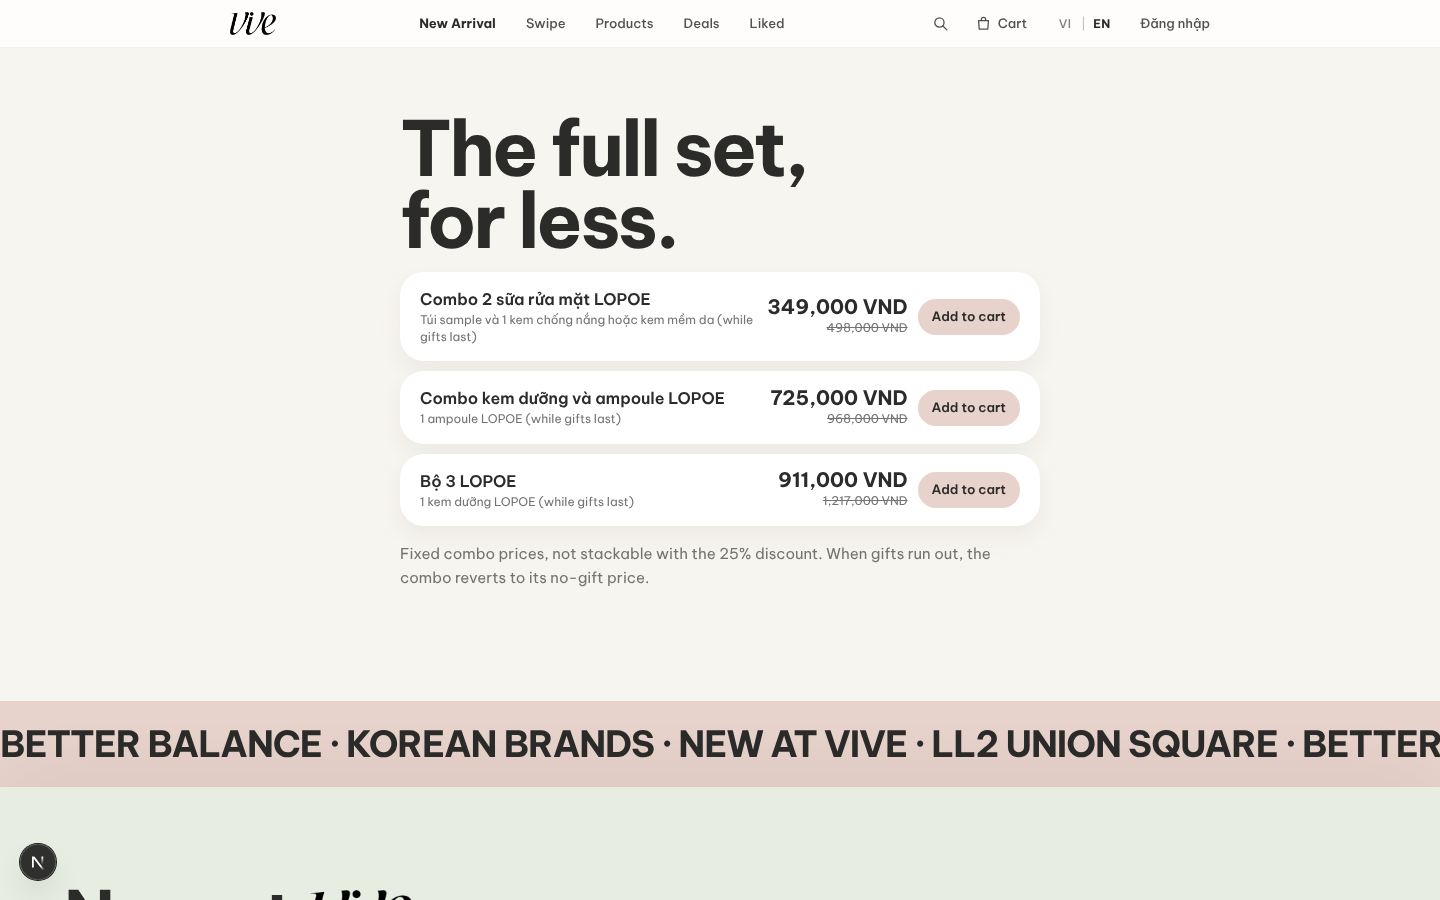 ViVe
New Arrival Swipe Products Deals Liked Cart VI EN Đăng nhập
The full set,
for less.
Combo 2 sữa rửa mặt LOPOE
Túi sample và 1 kem chống nắng hoặc kem mềm da (while
gifts last)
349,000 VND
498,000 VND
Add to cart
Combo kem dưỡng và ampoule LOPOE
1 ampoule LOPOE (while gifts last)
725,000 VND
968,000 VND
Add to cart
Bộ 3 LOPOE
1 kem dưỡng LOPOE (while gifts last)
911,000 VND
1,217,000 VND
Add to cart
Fixed combo prices, not stackable with the 25% discount. When gifts run out, the
combo reverts to its no-gift price.
BETTER BALANCE · KOREAN BRANDS · NEW AT VIVE · LL2 UNION SQUARE · BETTER
N